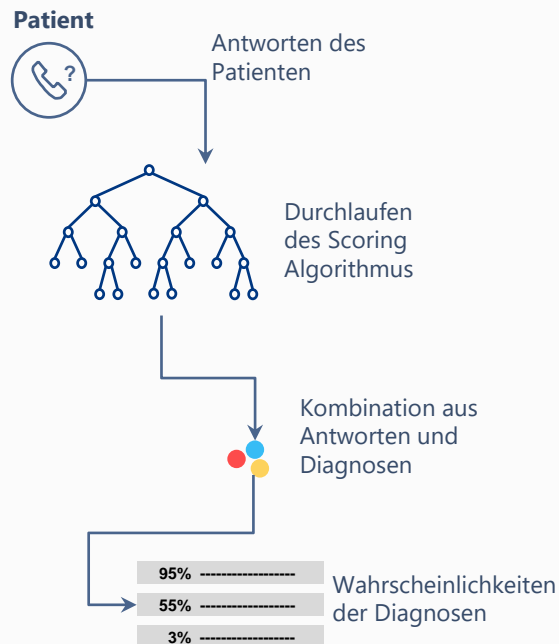 Patient
?
Antworten des
Patienten
Durchlaufen
des Scoring
Algorithmus
Kombination aus
Antworten und
Diagnosen
95% -------------------
55% -------------------
3% -------------------
Wahrscheinlichkeiten
der Diagnosen